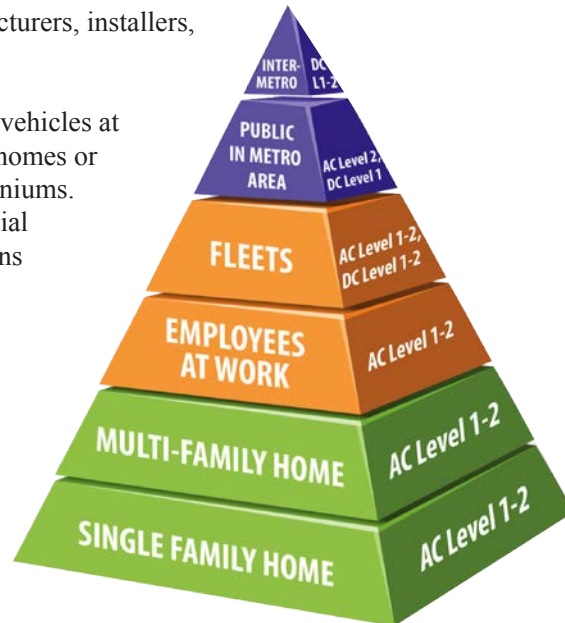 cturers, installers,
vehicles at
homes or
niums.
ial
ns
INTER-
METRO
DC
L1-2
PUBLIC
IN METRO
AREA
AC Level 2,
DC Level 1
FLEETS
AC Level 1-2,
DC Level 1-2
EMPLOYEES
AT WORK
AC Level 1-2
MULTI-FAMILY HOME
AC Level 1-2
SINGLE FAMILY HOME
AC Level 1-2